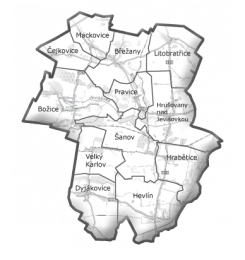 Mackovice
Čejkovice
Břežany
Litobratřice
Pravice
Božice
Hrušovany
nad
Jevišovkou
Šanov
Velký
Karlov
Hrabětice
Dyjákovice
Hevlín